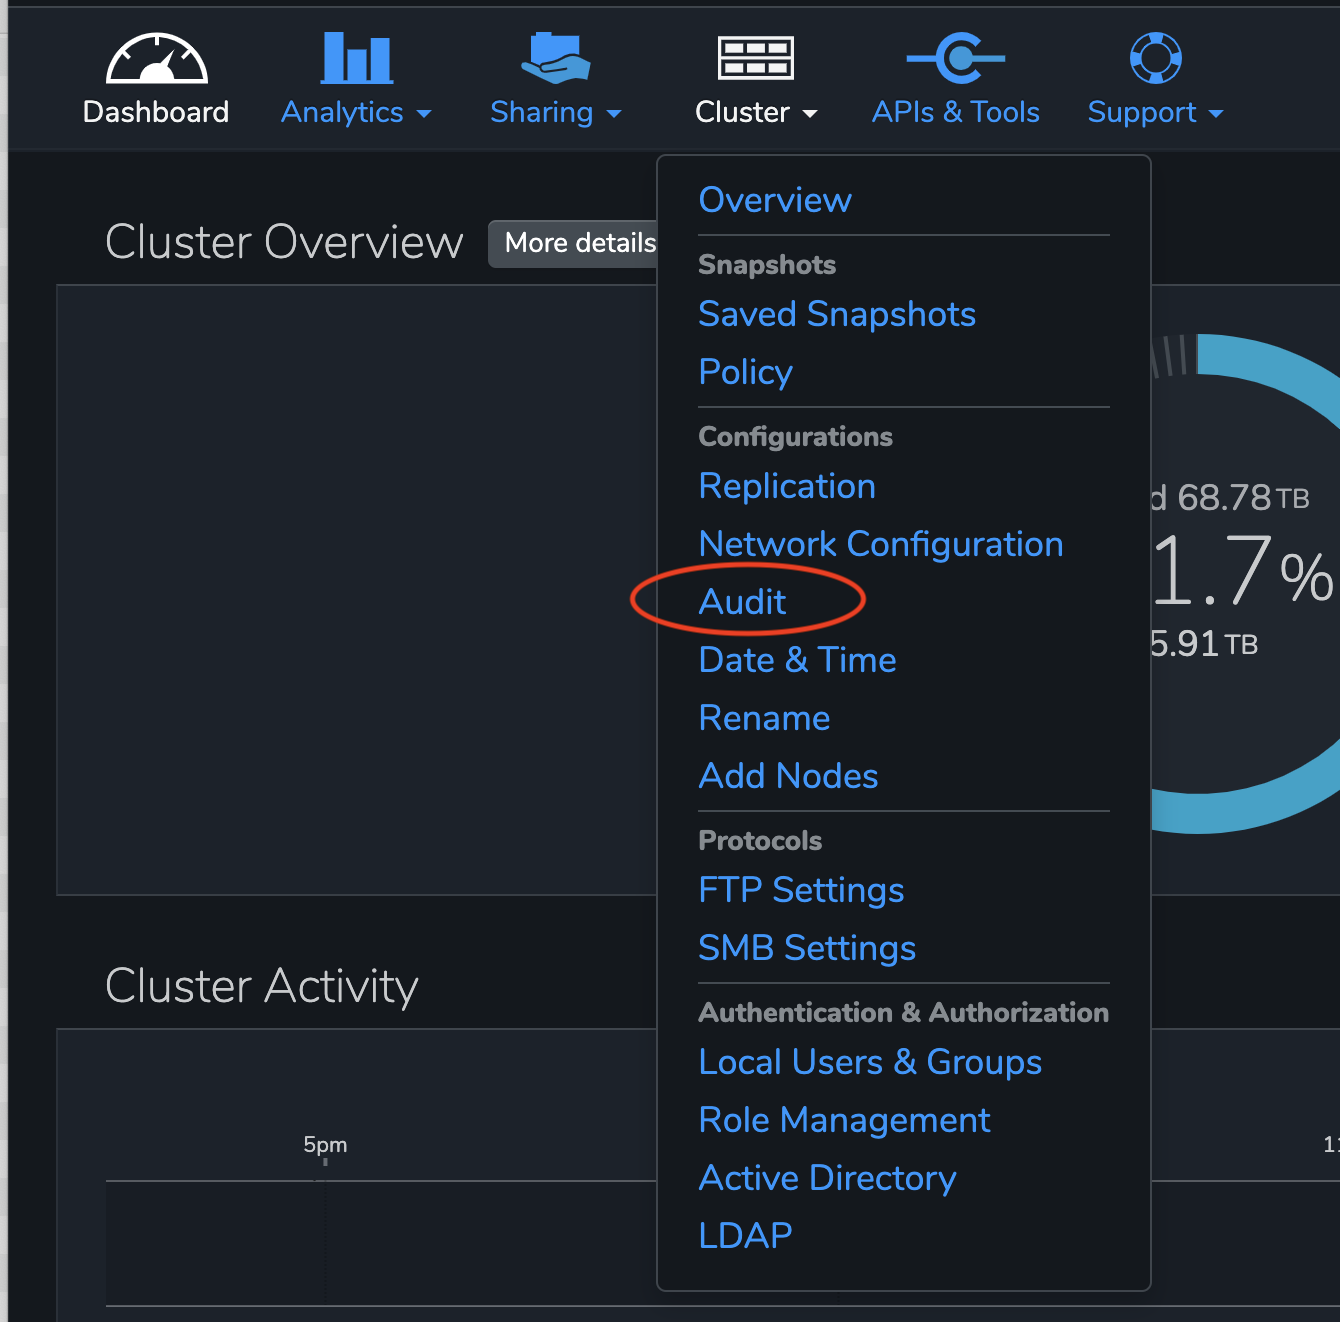 Dashboard
Analytics
Sharing
Cluster
APIs & Tools
Support
Cluster Overview
More details
Overview
Snapshots
Saved Snapshots
Policy
Configurations
Replication
Network Configuration
Audit
Date & Time
Rename
Add Nodes
Protocols
FTP Settings
SMB Settings
Authentication & Authorization
Local Users & Groups
Role Management
Active Directory
LDAP
68.78 TB
1.7%
5.91 TB
Cluster Activity
5pm